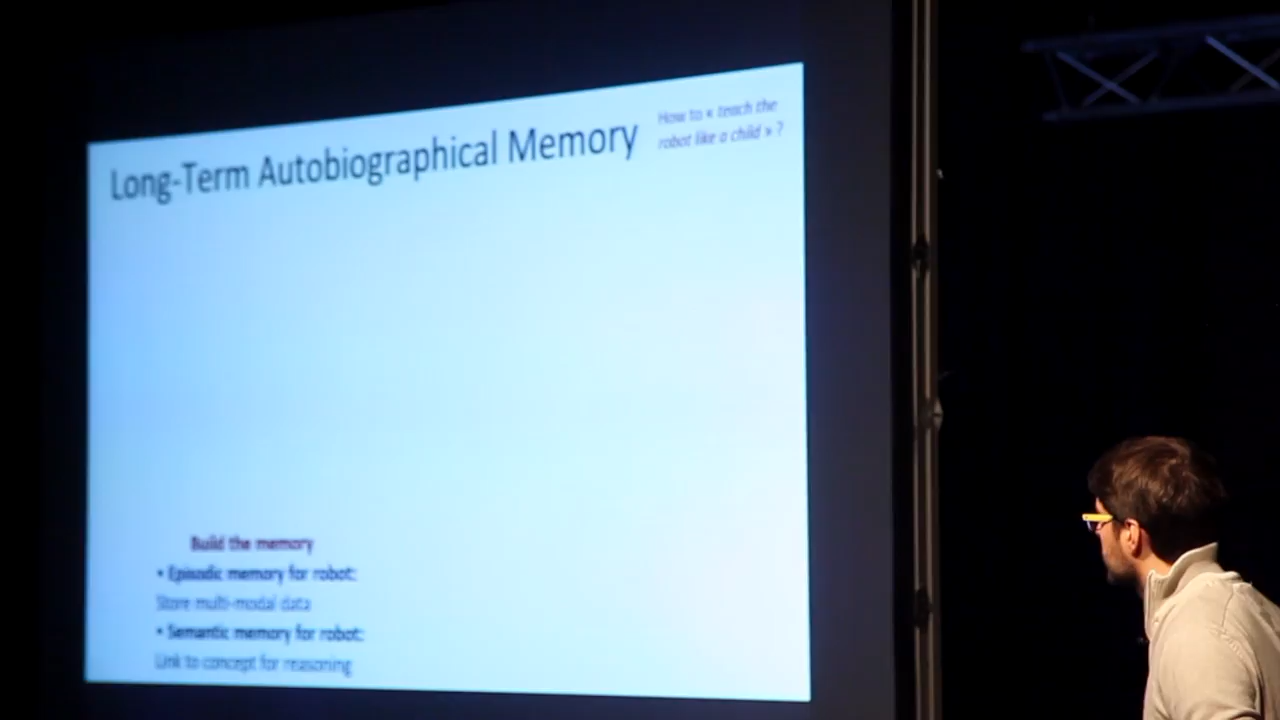 Long-Term Autobiographical Memory
How to « teach the
robot like a child » ?
Build the memory
• Episodic memory for robot:
Store multi-modal data
• Semantic memory for robot:
Link to concept for reasoning